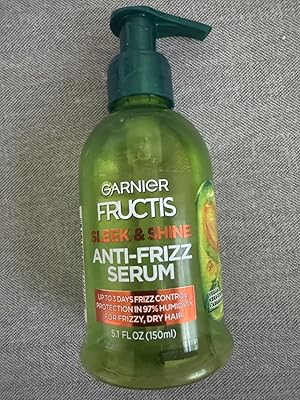 GARNIER
FRUCTIS
SLEEK & SHINE
ANTI-FRIZZ
SERUM
UP TO 3 DAYS FRIZZ CONTROL
PROTECTION IN 97% HUMIDITY
FOR FRIZZY, DRY HAIR
5.1 FL OZ (150ml)